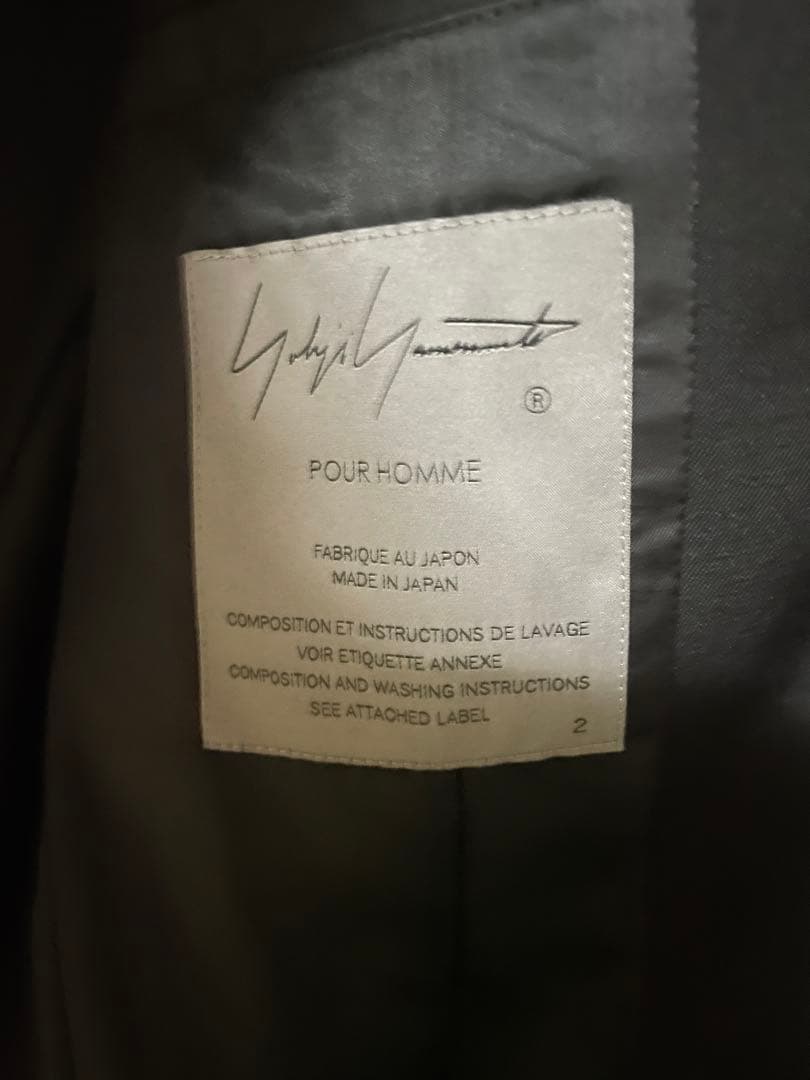 Yohji Yamamoto
®
POUR HOMME
FABRIQUE AU JAPON
MADE IN JAPAN
COMPOSITION ET INSTRUCTIONS DE LAVAGE
VOIR ETIQUETTE ANNEXE
COMPOSITION AND WASHING INSTRUCTIONS
SEE ATTACHED LABEL
2